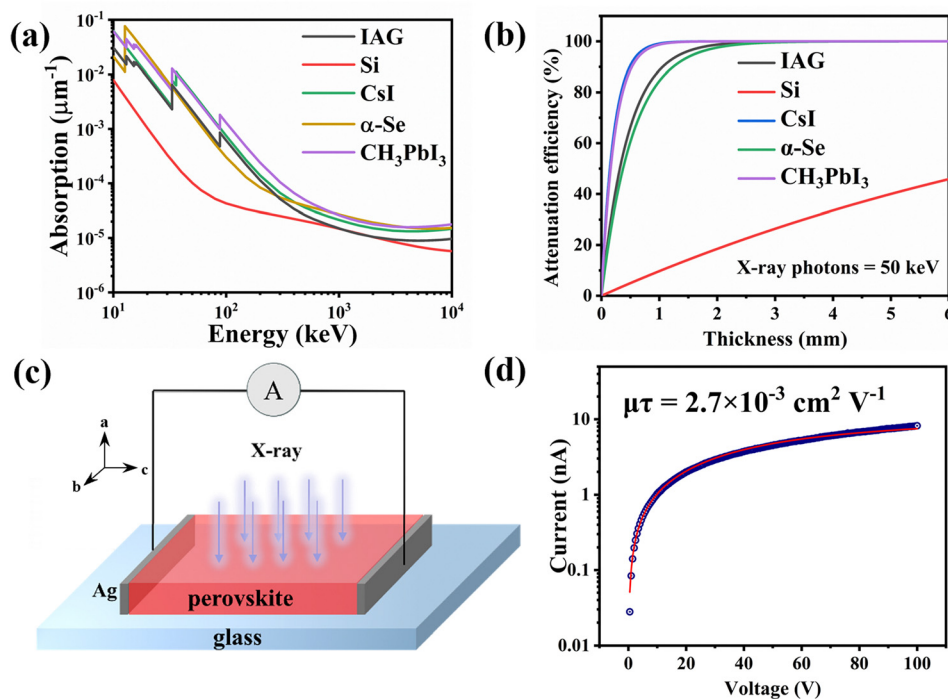 (a)
Absorption (μm⁻¹)
10⁻¹
10⁻²
10⁻³
10⁻⁴
10⁻⁵
10⁻⁶
10¹
10²
10³
10⁴
Energy (keV)
IAG
Si
CsI
α-Se
CH₃PbI₃
(b)
Attenuation efficiency (%)
100
80
60
40
20
0
0
1
2
3
4
5
6
Thickness (mm)
IAG
Si
CsI
α-Se
CH₃PbI₃
X-ray photons = 50 keV
(c)
A
X-ray
a
b
c
Ag
perovskite
glass
(d)
μτ = 2.7×10⁻³ cm² V⁻¹
Current (nA)
10
1
0.1
0.01
0
20
40
60
80
100
Voltage (V)